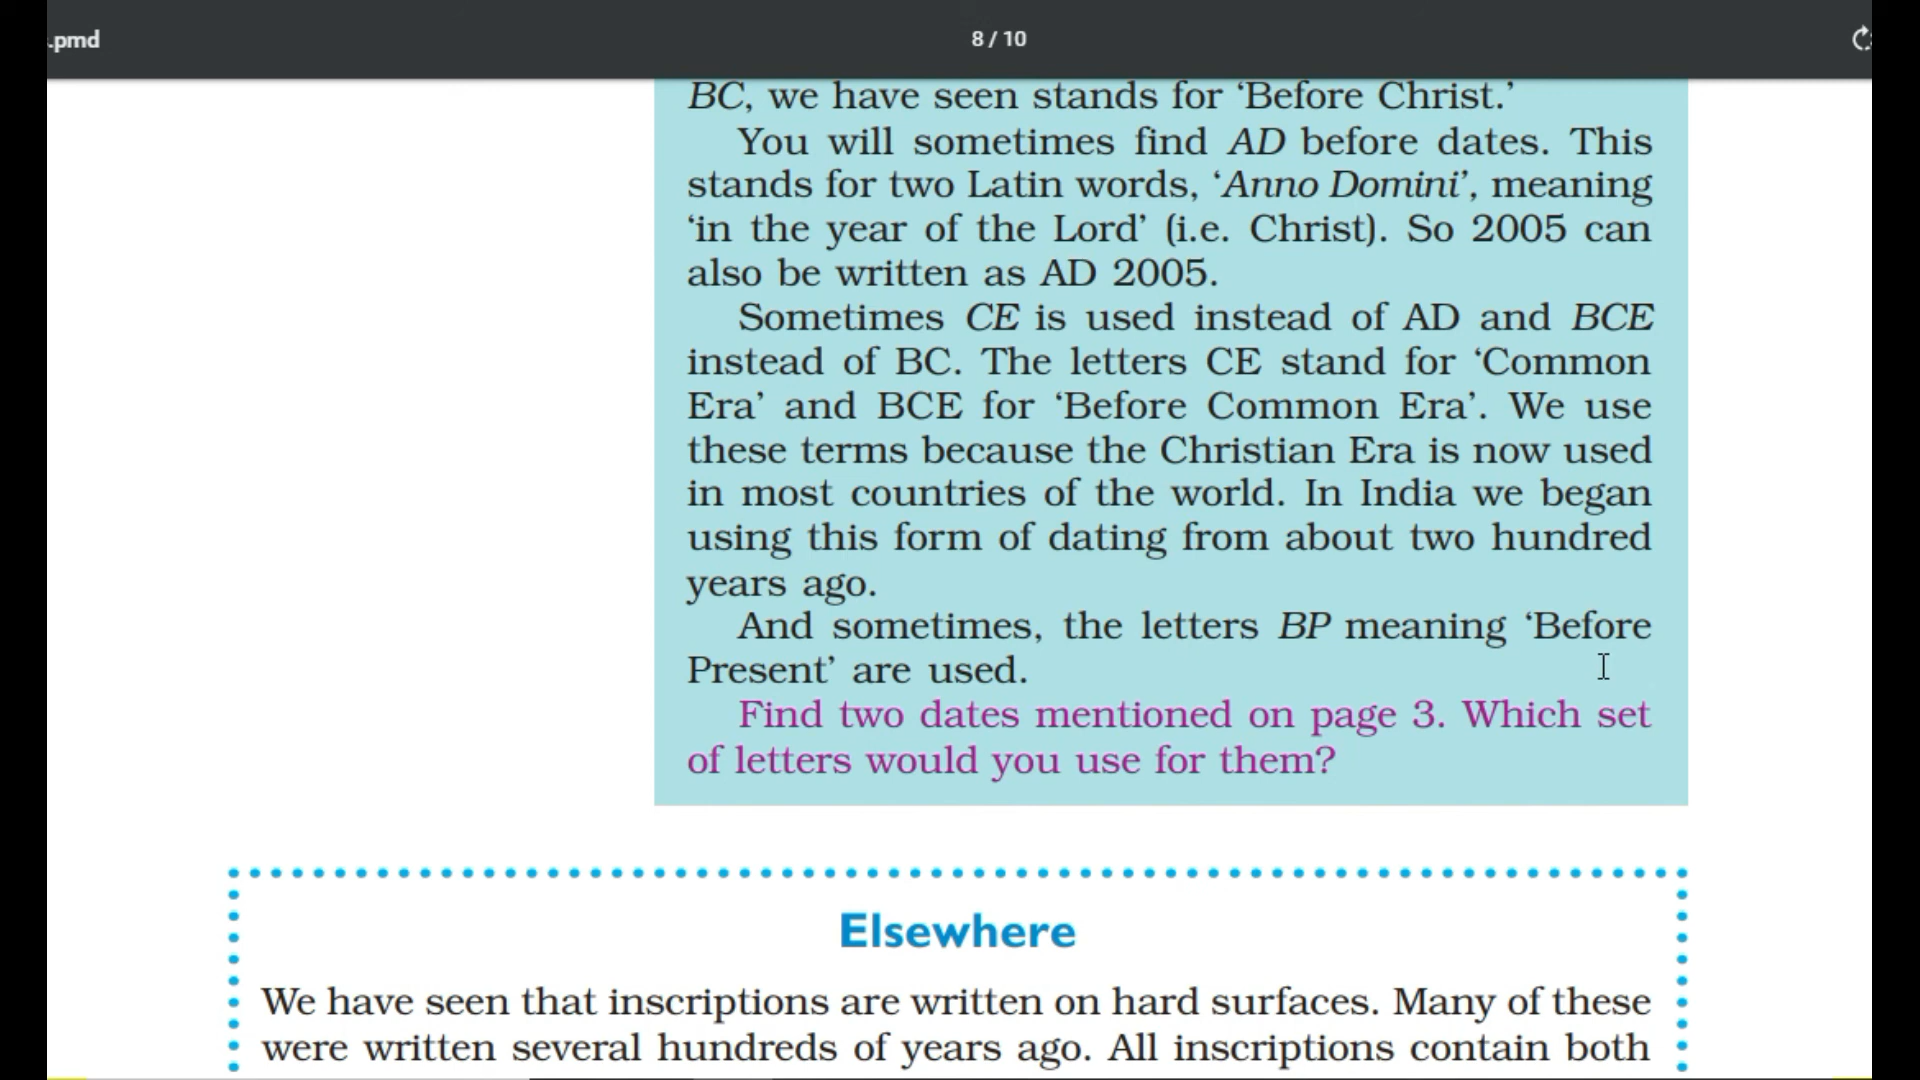 .pmd
8 / 10
BC, we have seen stands for ‘Before Christ.’
You will sometimes find AD before dates. This
stands for two Latin words, ‘Anno Domini’, meaning
‘in the year of the Lord’ (i.e. Christ). So 2005 can
also be written as AD 2005.
Sometimes CE is used instead of AD and BCE
instead of BC. The letters CE stand for ‘Common
Era’ and BCE for ‘Before Common Era’. We use
these terms because the Christian Era is now used
in most countries of the world. In India we began
using this form of dating from about two hundred
years ago.
And sometimes, the letters BP meaning ‘Before
Present’ are used.
Find two dates mentioned on page 3. Which set
of letters would you use for them?
Elsewhere
We have seen that inscriptions are written on hard surfaces. Many of these
were written several hundreds of years ago. All inscriptions contain both